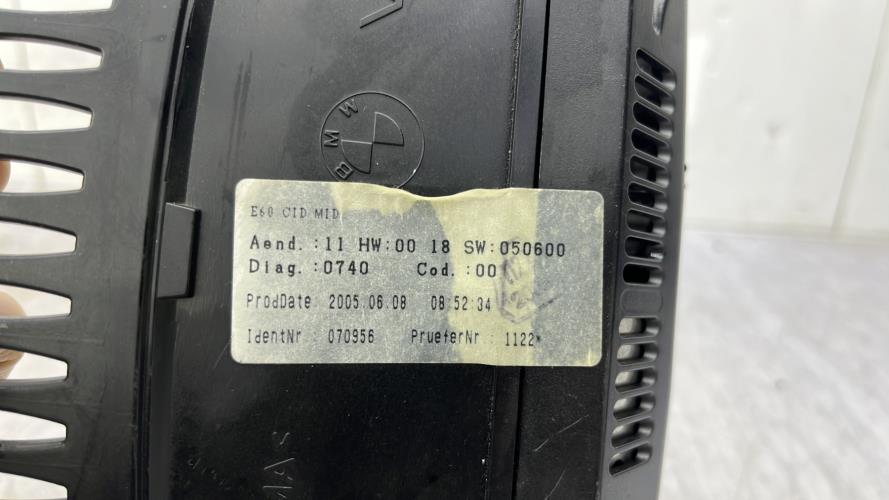 BMW
E60 CID MID
Aend.:11 HW:00 18 SW:050600
Diag.:0740 Cod.:00
ProdDate 2005.06.08 08:52:34
IdentNr : 070956 PrueferNr : 1122*